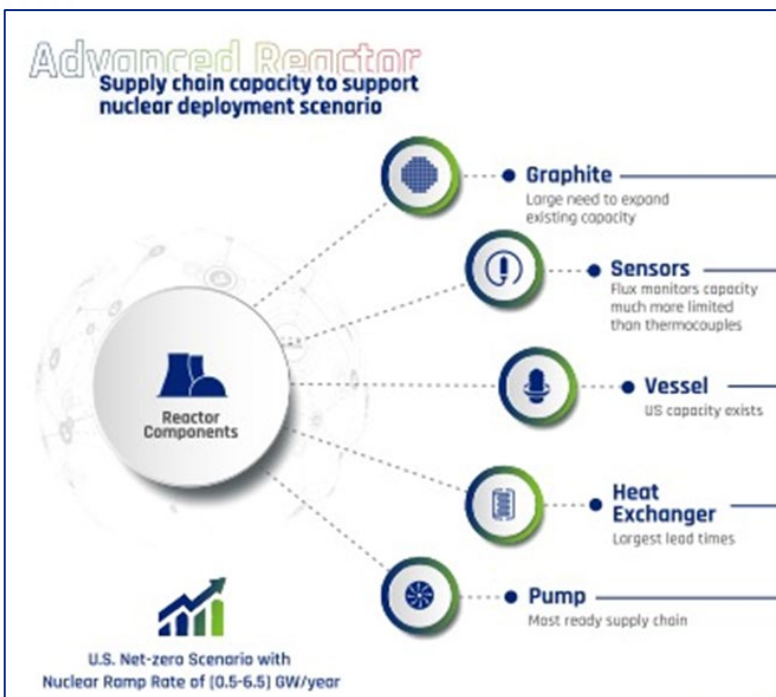 Advanced Reactor
Supply chain capacity to support
nuclear deployment scenario
Graphite
Large need to expand
existing capacity
Sensors
Flux monitors capacity
much more limited
than thermocouples
Reactor
Components
Vessel
US capacity exists
Heat
Exchanger
Largest lead times
Pump
Most ready supply chain
U.S. Net-zero Scenario with
Nuclear Ramp Rate of (0.5-6.5) GW/year